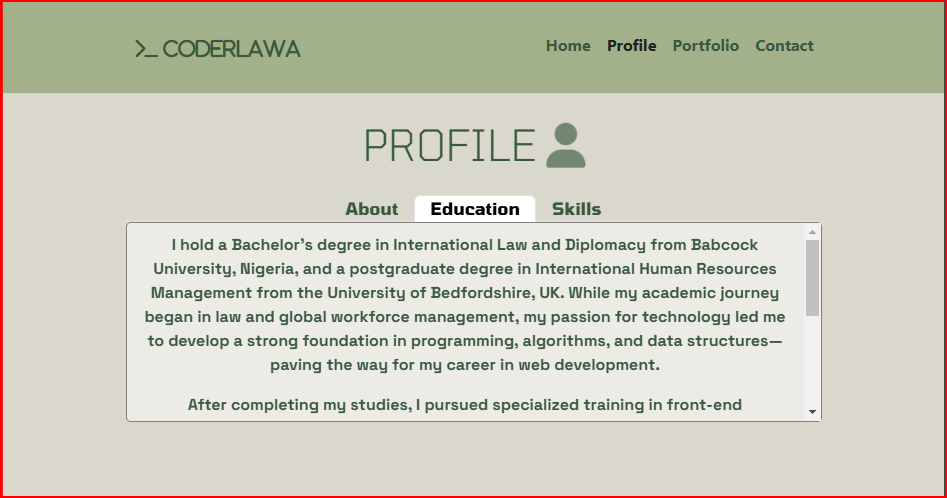 >_ CODERLAWA
Home Profile Portfolio Contact
PROFILE
About Education Skills
I hold a Bachelor's degree in International Law and Diplomacy from Babcock
University, Nigeria, and a postgraduate degree in International Human Resources
Management from the University of Bedfordshire, UK. While my academic journey
began in law and global workforce management, my passion for technology led me
to develop a strong foundation in programming, algorithms, and data structures—
paving the way for my career in web development.
After completing my studies, I pursued specialized training in front-end